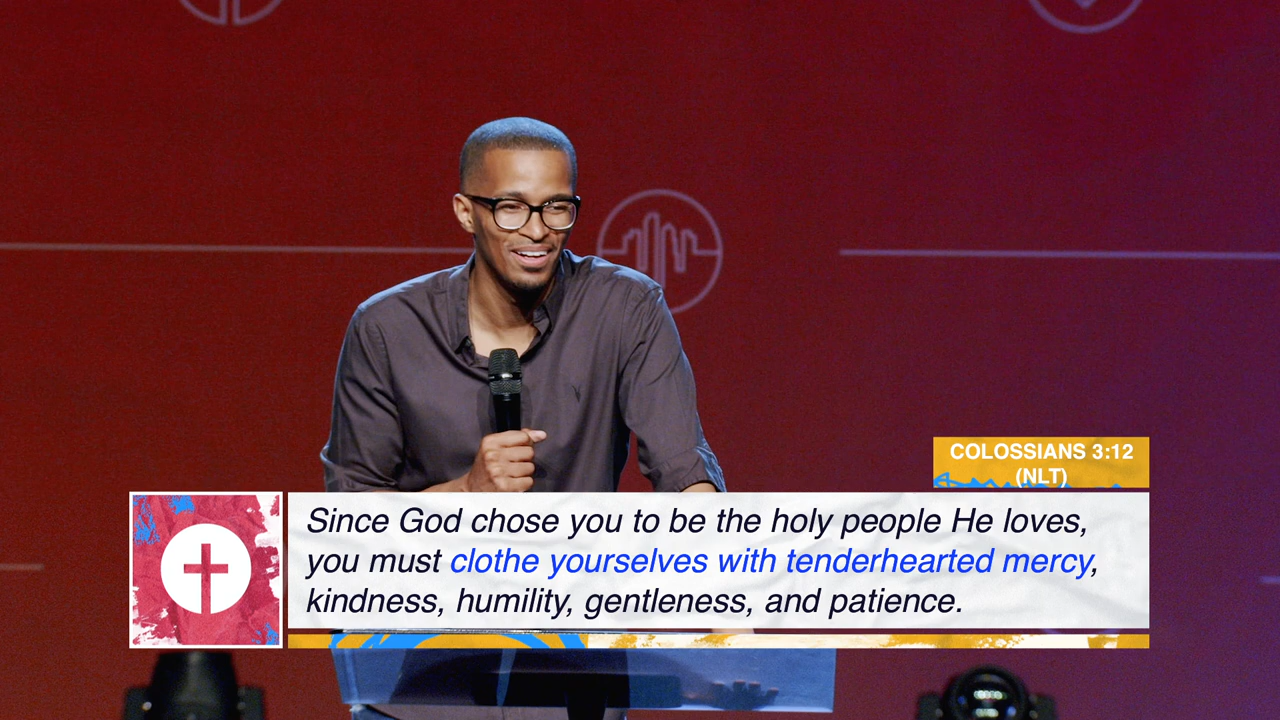 COLOSSIANS 3:12
(NLT)
Since God chose you to be the holy people He loves,
you must clothe yourselves with tenderhearted mercy,
kindness, humility, gentleness, and patience.